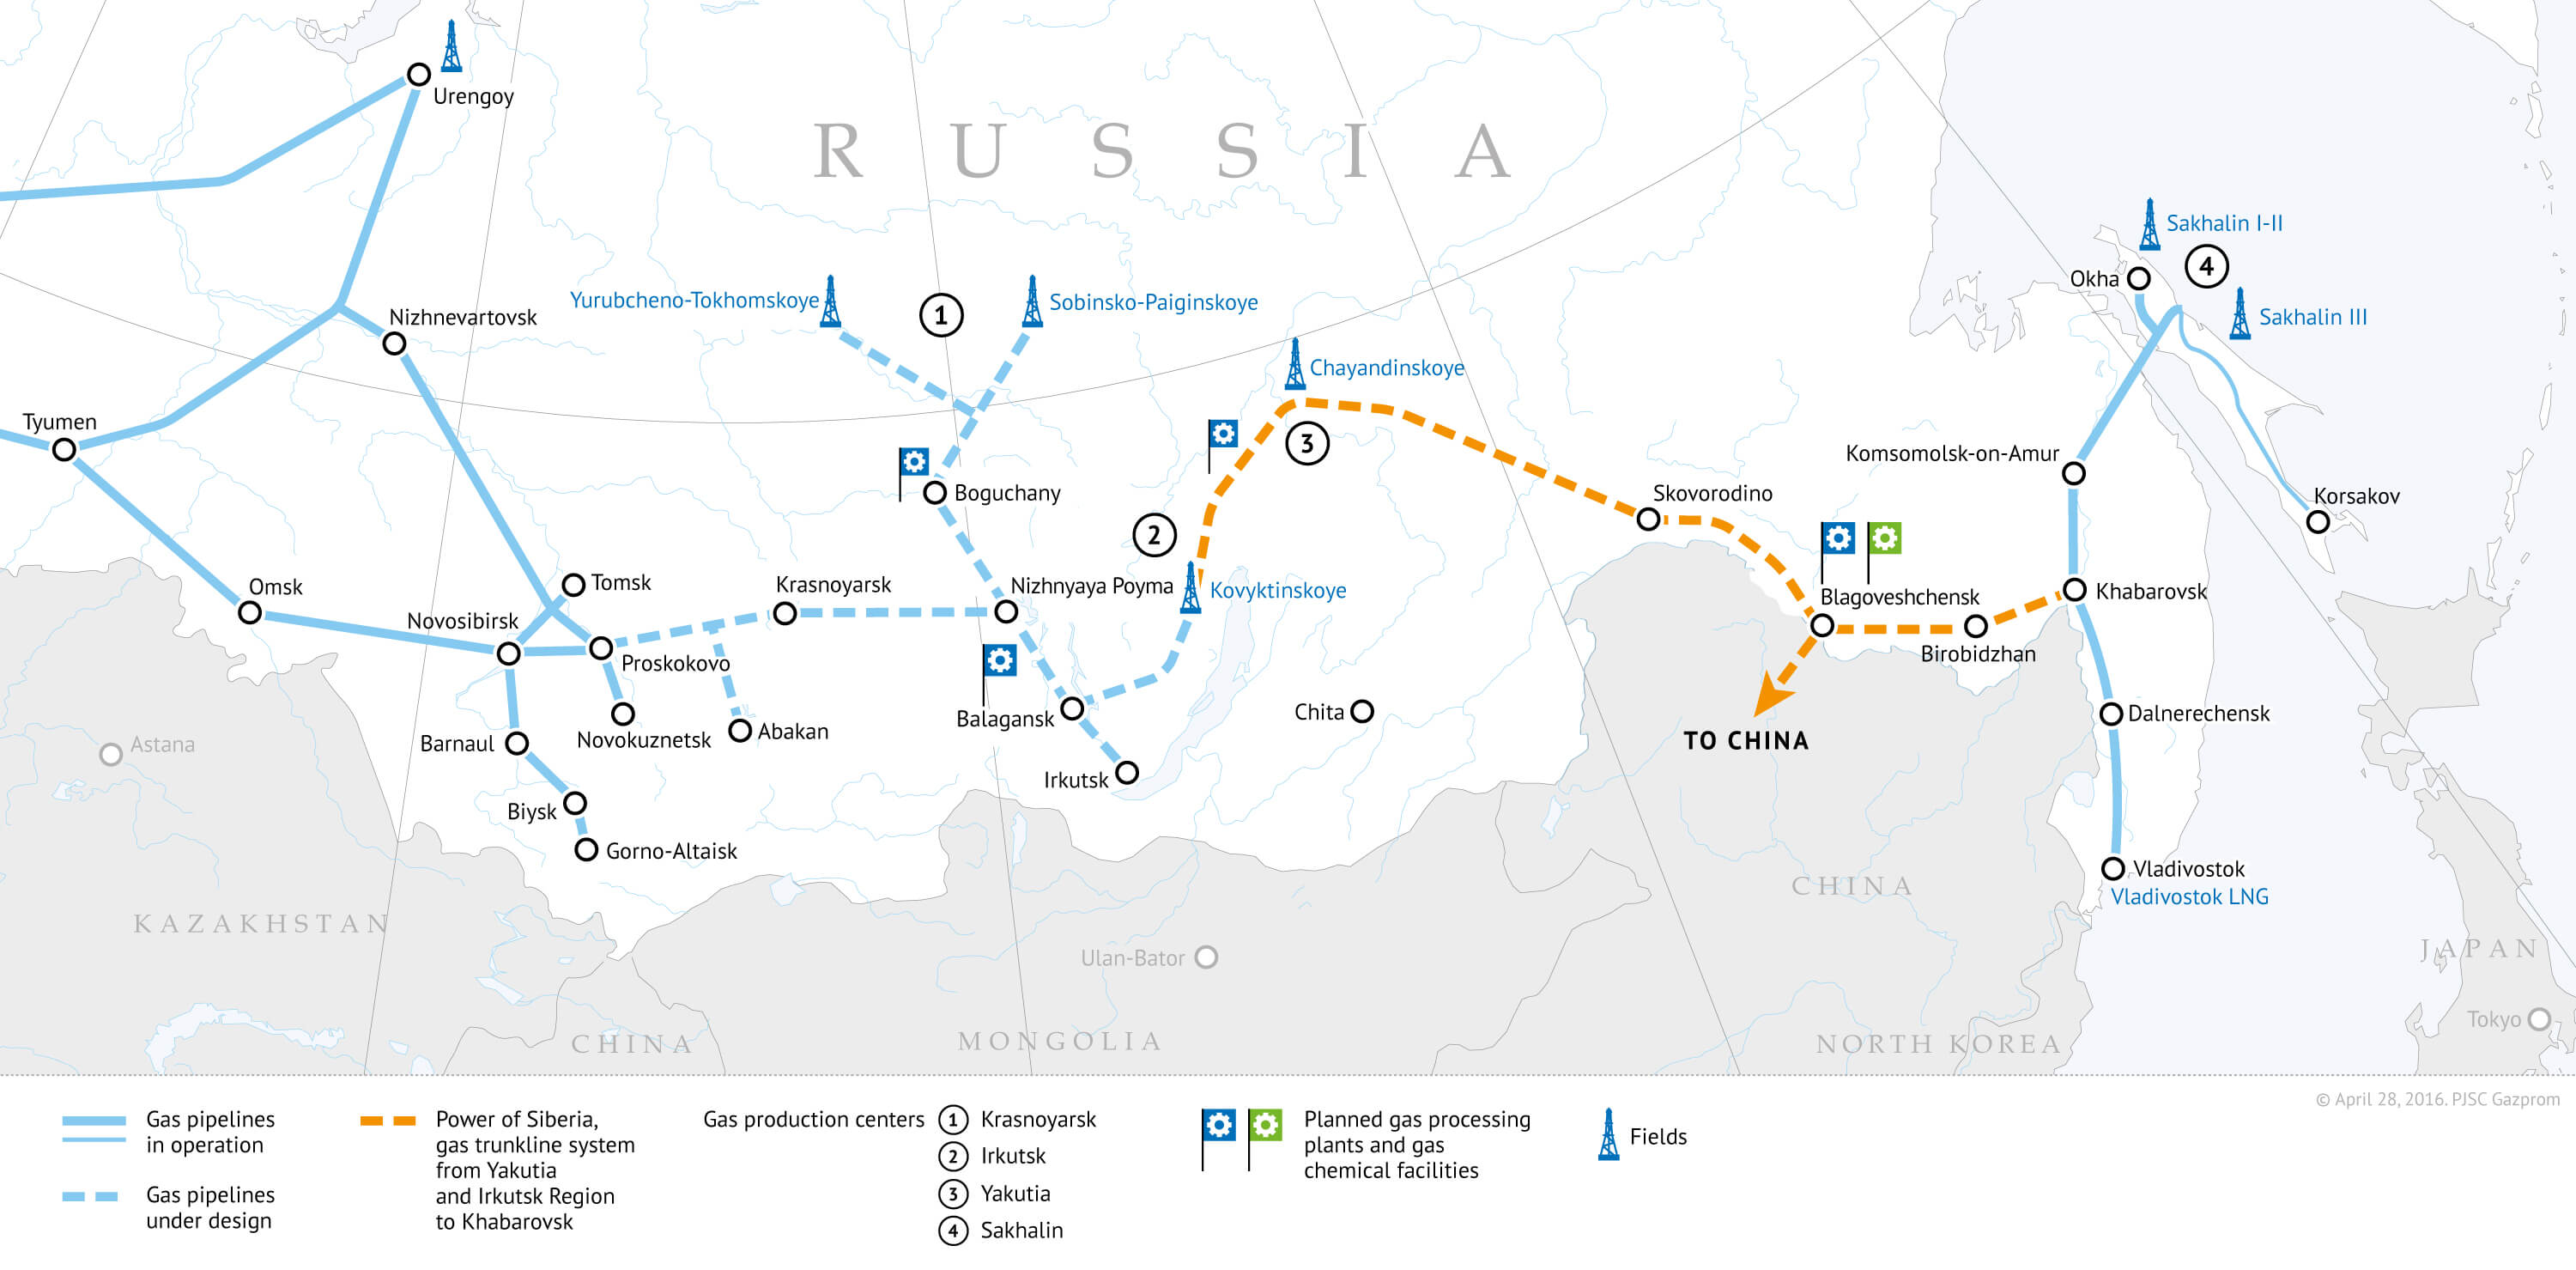 Urengoy
RUSSIA
Sakhalin I-II
4
Okha
Sakhalin III
Yurubcheno-Tokhomskoye
1
Sobinsko-Paiginskoye
Nizhnevartovsk
Chayandinskoye
3
Tyumen
Komsomolsk-on-Amur
Boguchany
Skovorodino
Korsakov
2
Omsk
Tomsk
Krasnoyarsk
Nizhnyaya Poyma
Kovyktinskoye
Blagoveshchensk
Khabarovsk
Novosibirsk
Proskokovo
Birobidzhan
Balagansk
Chita
Dalnerechensk
Astana
Barnaul
Novokuznetsk
Abakan
TO CHINA
Irkutsk
Biysk
Gorno-Altaisk
Vladivostok
Vladivostok LNG
CHINA
KAZAKHSTAN
Ulan-Bator
JAPAN
Tokyo
CHINA
MONGOLIA
NORTH KOREA
© April 28, 2016. PJSC Gazprom
Gas pipelines
in operation
Gas pipelines
under design
Power of Siberia,
gas trunkline system
from Yakutia
and Irkutsk Region
to Khabarovsk
Gas production centers
1 Krasnoyarsk
2 Irkutsk
3 Yakutia
4 Sakhalin
Planned gas processing
plants and gas
chemical facilities
Fields